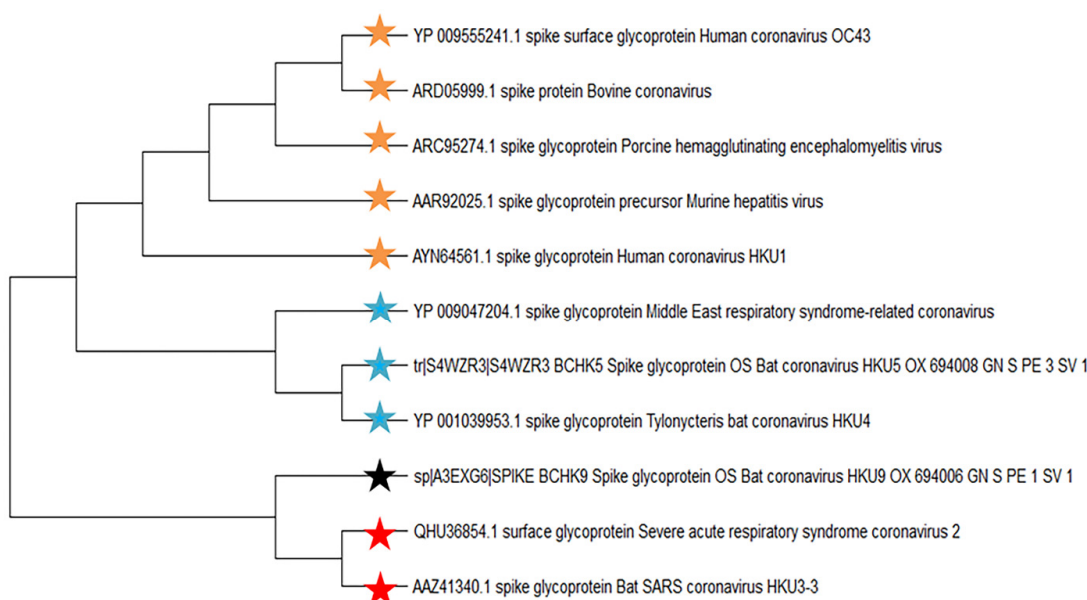 YP 009555241.1 spike surface glycoprotein Human coronavirus OC43
ARD05999.1 spike protein Bovine coronavirus
ARC95274.1 spike glycoprotein Porcine hemagglutinating encephalomyelitis virus
AAR92025.1 spike glycoprotein precursor Murine hepatitis virus
AYN64561.1 spike glycoprotein Human coronavirus HKU1
YP 009047204.1 spike glycoprotein Middle East respiratory syndrome-related coronavirus
tr|S4WZR3|S4WZR3 BCHK5 Spike glycoprotein OS Bat coronavirus HKU5 OX 694008 GN S PE 3 SV 1
YP 001039953.1 spike glycoprotein Tylonycteris bat coronavirus HKU4
sp|A3EXG6|SPIKE BCHK9 Spike glycoprotein OS Bat coronavirus HKU9 OX 694006 GN S PE 1 SV 1
QHU36854.1 surface glycoprotein Severe acute respiratory syndrome coronavirus 2
AAZ41340.1 spike glycoprotein Bat SARS coronavirus HKU3-3